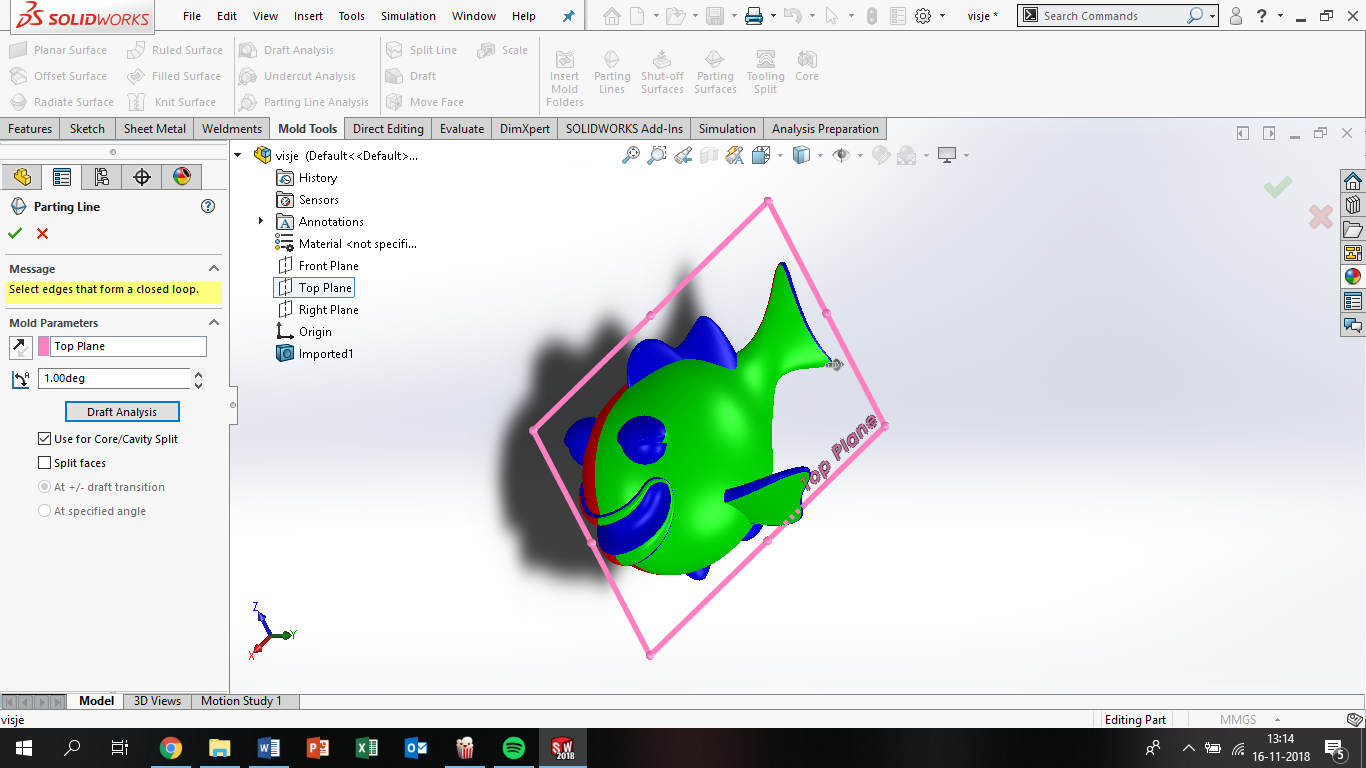 SOLIDWORKS File Edit View Insert Tools Simulation Window Help visje * Search Commands ?
Planar Surface Ruled Surface Draft Analysis Split Line Scale
Offset Surface Filled Surface Undercut Analysis Draft
Radiate Surface Knit Surface Parting Line Analysis Move Face
Insert Mold Folders
Parting Lines
Shut-off Surfaces
Parting Surfaces
Tooling Split
Core
Features Sketch Sheet Metal Weldments Mold Tools Direct Editing Evaluate DimXpert SOLIDWORKS Add-Ins Simulation Analysis Preparation
visje (Default<<Default>...
History
Sensors
Annotations
Material <not specifi...
Front Plane
Top Plane
Right Plane
Origin
Imported1
Parting Line ?
Message
Select edges that form a closed loop.
Mold Parameters
Top Plane
1.00deg
Draft Analysis
Use for Core/Cavity Split
Split faces
At +/- draft transition
At specified angle
Top Plane
Z
Y
X
Model 3D Views Motion Study 1
visje Editing Part MMGS
SW 2018
13:14
16-11-2018
5